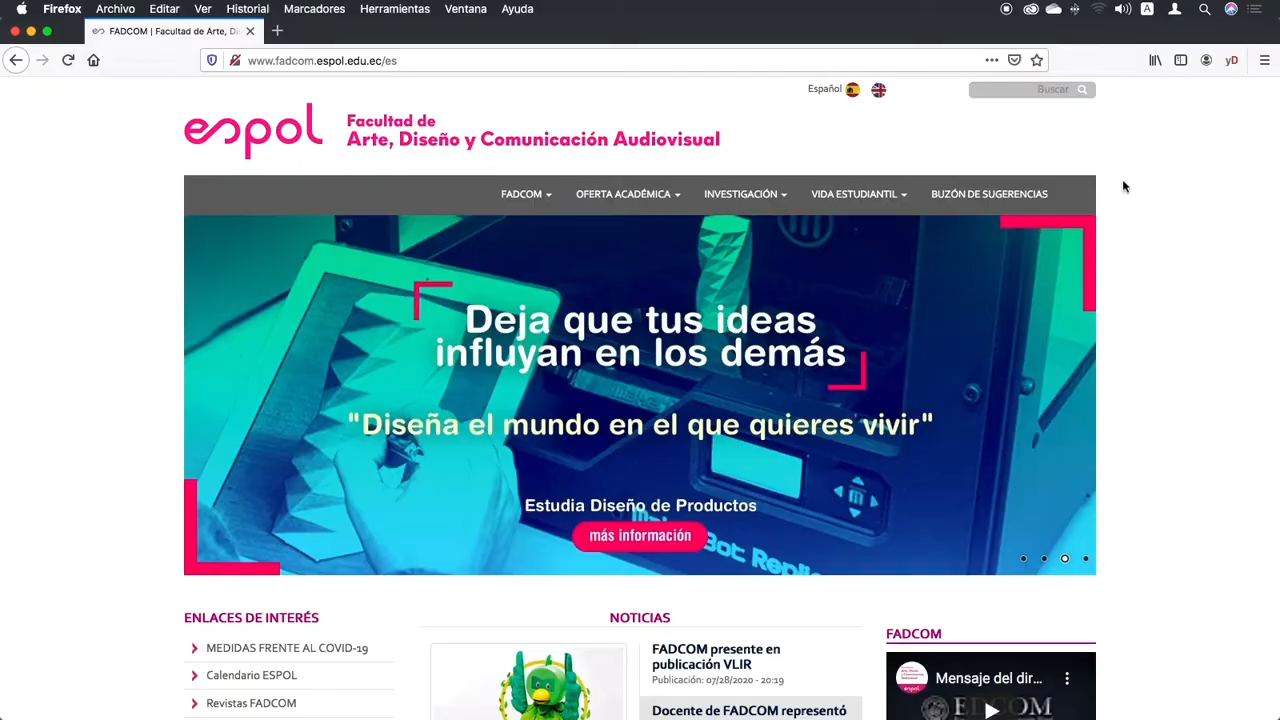 Firefox Archivo Editar Ver Historial Marcadores Herramientas Ventana Ayuda
FADCOM | Facultad de Arte, Di
www.fadcom.espol.edu.ec/es
Español
Buscar
espol
Facultad de
Arte, Diseño y Comunicación Audiovisual
FADCOM OFERTA ACADÉMICA INVESTIGACIÓN VIDA ESTUDIANTIL BUZÓN DE SUGERENCIAS
Deja que tus ideas
influyan en los demás
"Diseña el mundo en el que quieres vivir"
Estudia Diseño de Productos
más información
ENLACES DE INTERÉS
MEDIDAS FRENTE AL COVID-19
Calendario ESPOL
Revistas FADCOM
NOTICIAS
FADCOM presente en
publicación VLIR
Publicación: 07/28/2020 - 20:19
Docente de FADCOM representó
FADCOM
Mensaje del dir...